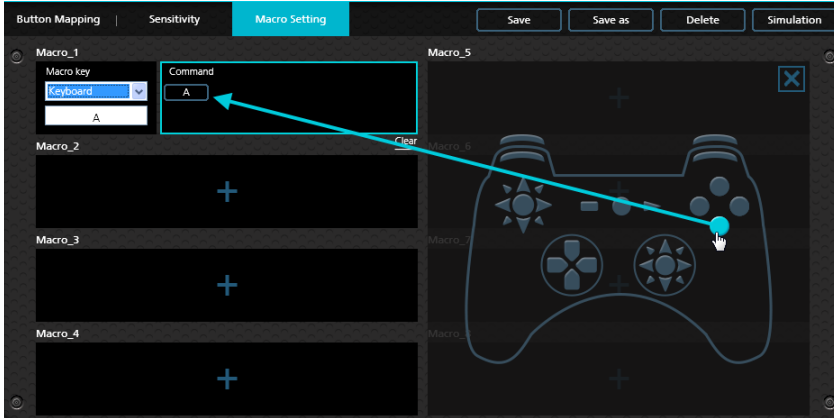 Button Mapping | Sensitivity Macro Setting Save Save as Delete Simulation
Macro_1
Macro key Command
Keyboard A
A
Clear
Macro_2
Macro_3
Macro_4
Macro_5
Macro_6
Macro_7